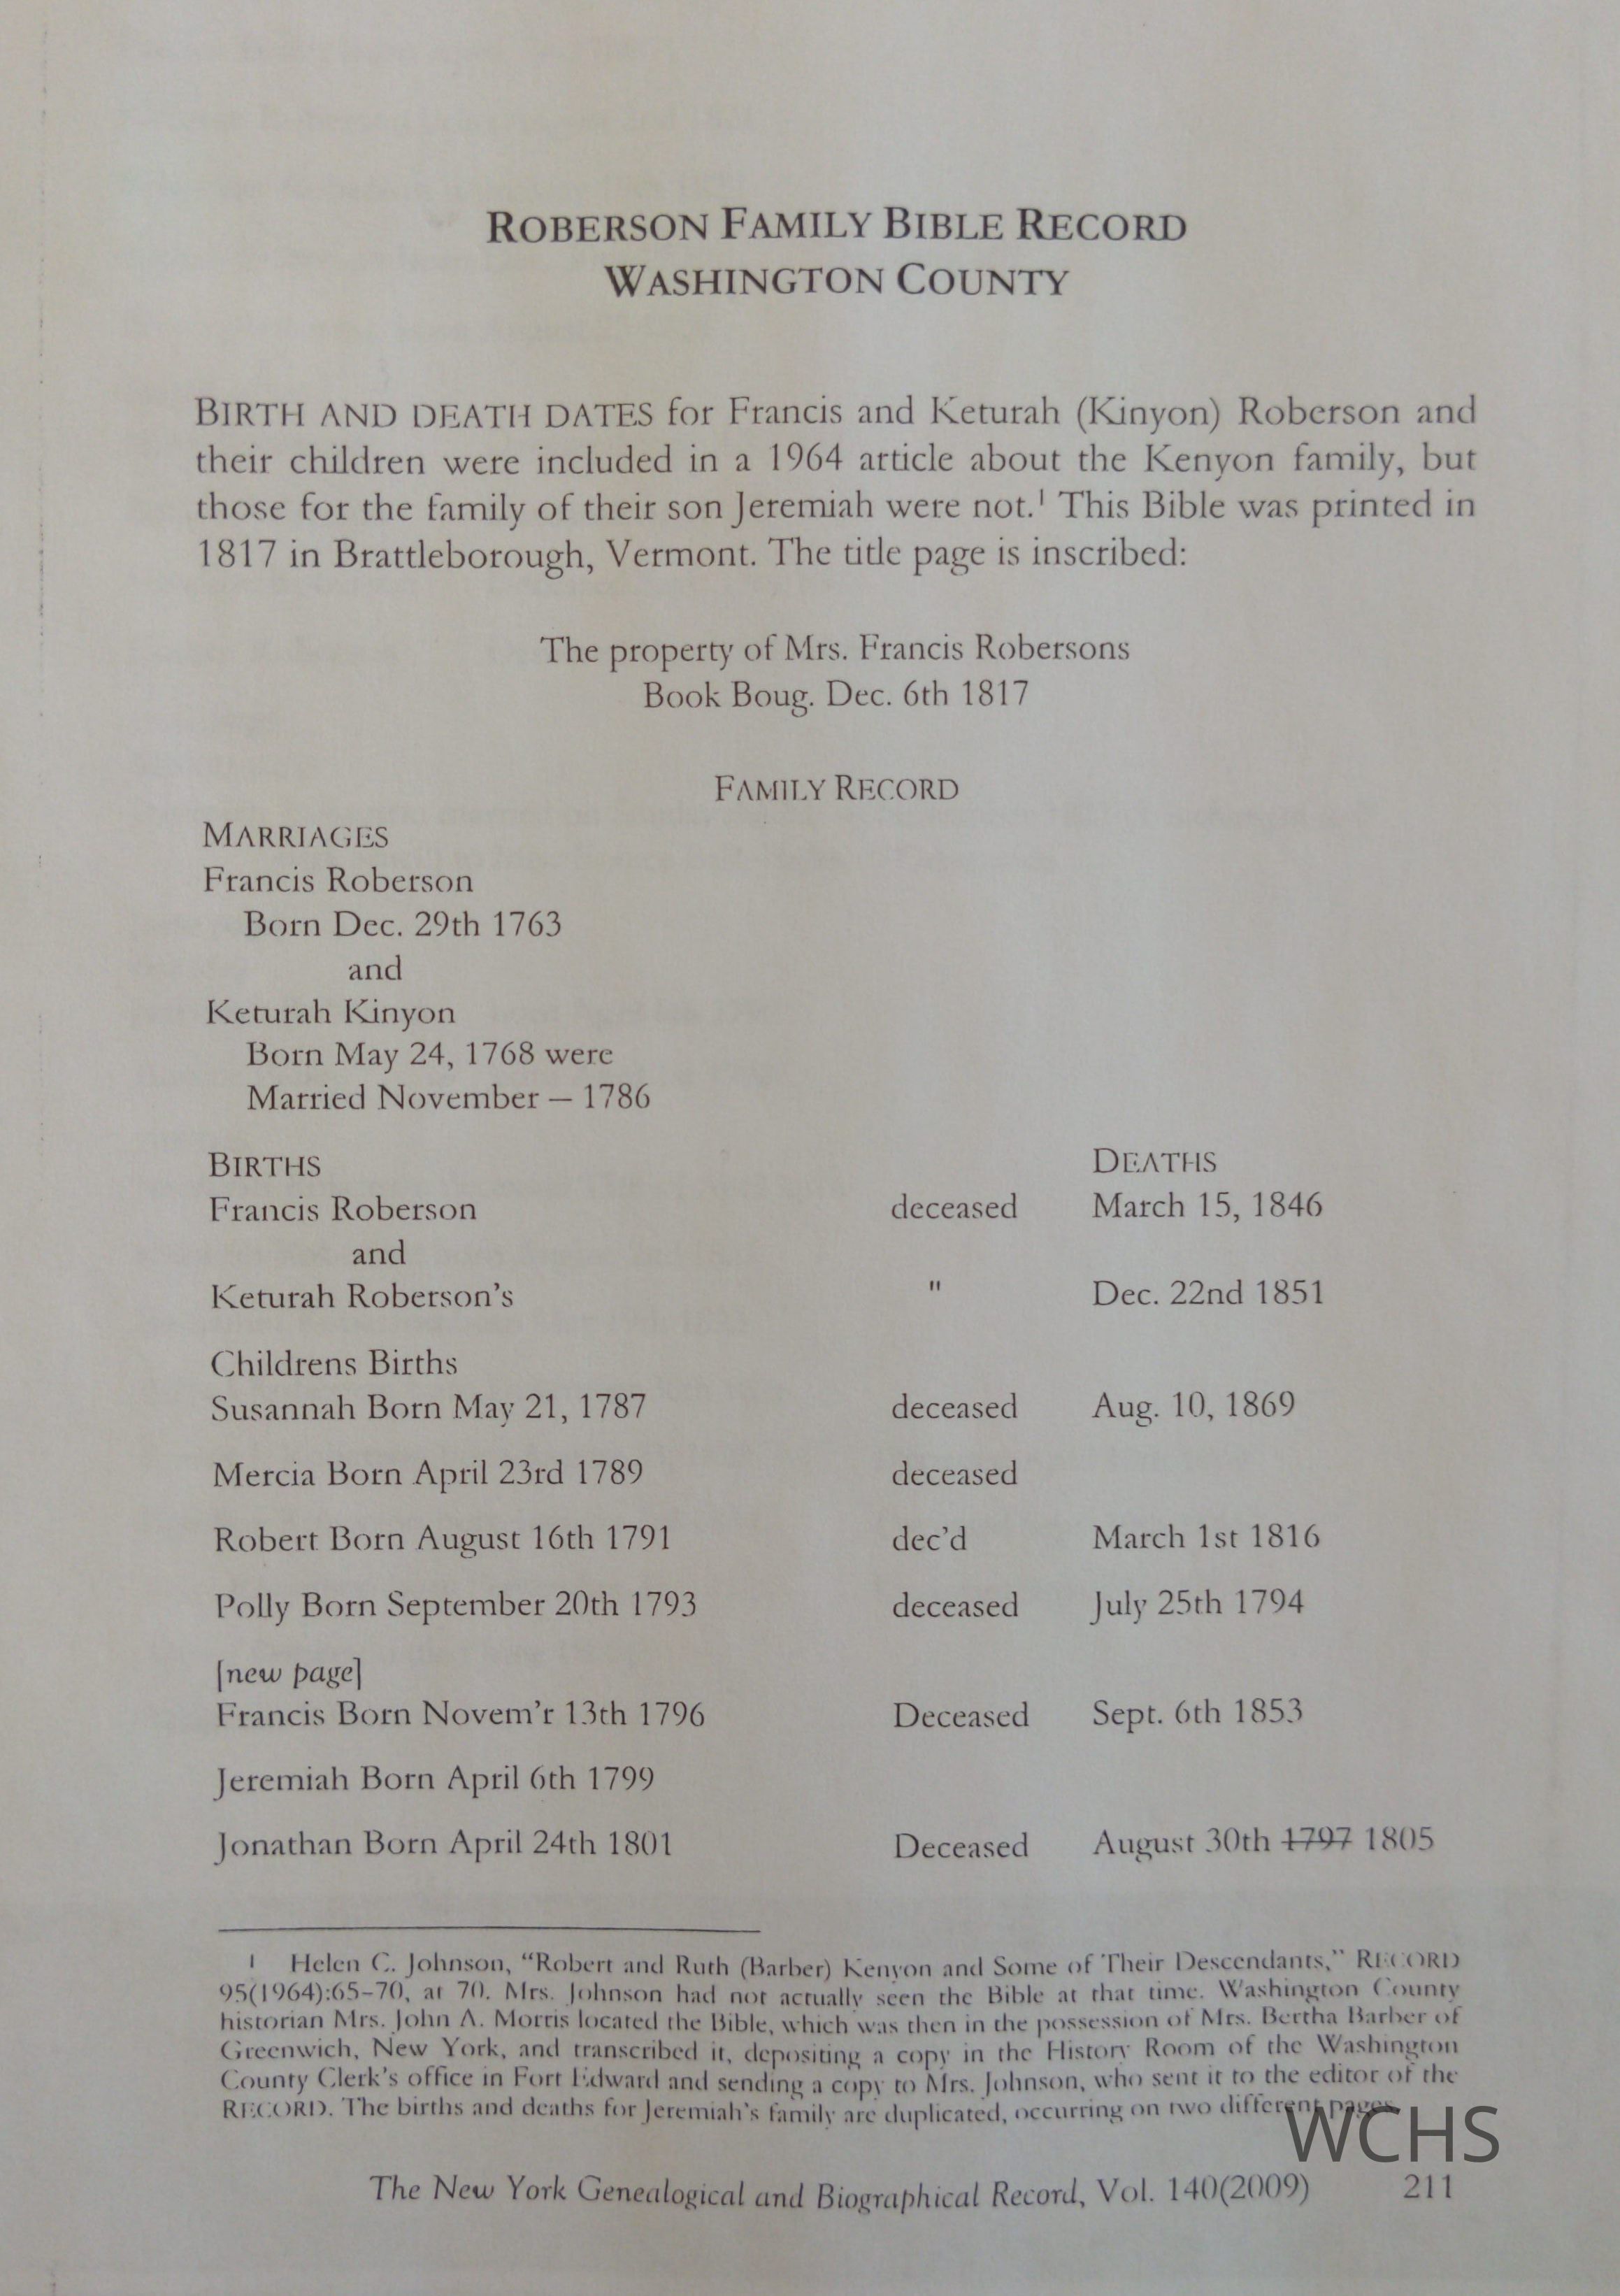 ROBERSON FAMILY BIBLE RECORD
WASHINGTON COUNTY
BIRTH AND DEATH DATES for Francis and Keturah (Kinyon) Roberson and
their children were included in a 1964 article about the Kenyon family, but
those for the family of their son Jeremiah were not.¹ This Bible was printed in
1817 in Brattleborough, Vermont. The title page is inscribed:
The property of Mrs. Francis Robersons
Book Boug. Dec. 6th 1817
FAMILY RECORD
MARRIAGES
Francis Roberson
Born Dec. 29th 1763
and
Keturah Kinyon
Born May 24, 1768 were
Married November – 1786
BIRTHS DEATHS
Francis Roberson deceased March 15, 1846
and
Keturah Roberson's " Dec. 22nd 1851
Childrens Births
Susannah Born May 21, 1787 deceased Aug. 10, 1869
Mercia Born April 23rd 1789 deceased
Robert Born August 16th 1791 dec'd March 1st 1816
Polly Born September 20th 1793 deceased July 25th 1794
[new page]
Francis Born Novem'r 13th 1796 Deceased Sept. 6th 1853
Jeremiah Born April 6th 1799
Jonathan Born April 24th 1801 Deceased August 30th 1797 1805
1 Helen C. Johnson, “Robert and Ruth (Barber) Kenyon and Some of Their Descendants,” RECORD
95(1964):65–70, at 70. Mrs. Johnson had not actually seen the Bible at that time. Washington County
historian Mrs. John A. Morris located the Bible, which was then in the possession of Mrs. Bertha Barber of
Greenwich, New York, and transcribed it, depositing a copy in the History Room of the Washington
County Clerk's office in Fort Edward and sending a copy to Mrs. Johnson, who sent it to the editor of the
RECORD. The births and deaths for Jeremiah's family are duplicated, occurring on two different pages.
WCHS
The New York Genealogical and Biographical Record, Vol. 140(2009) 211